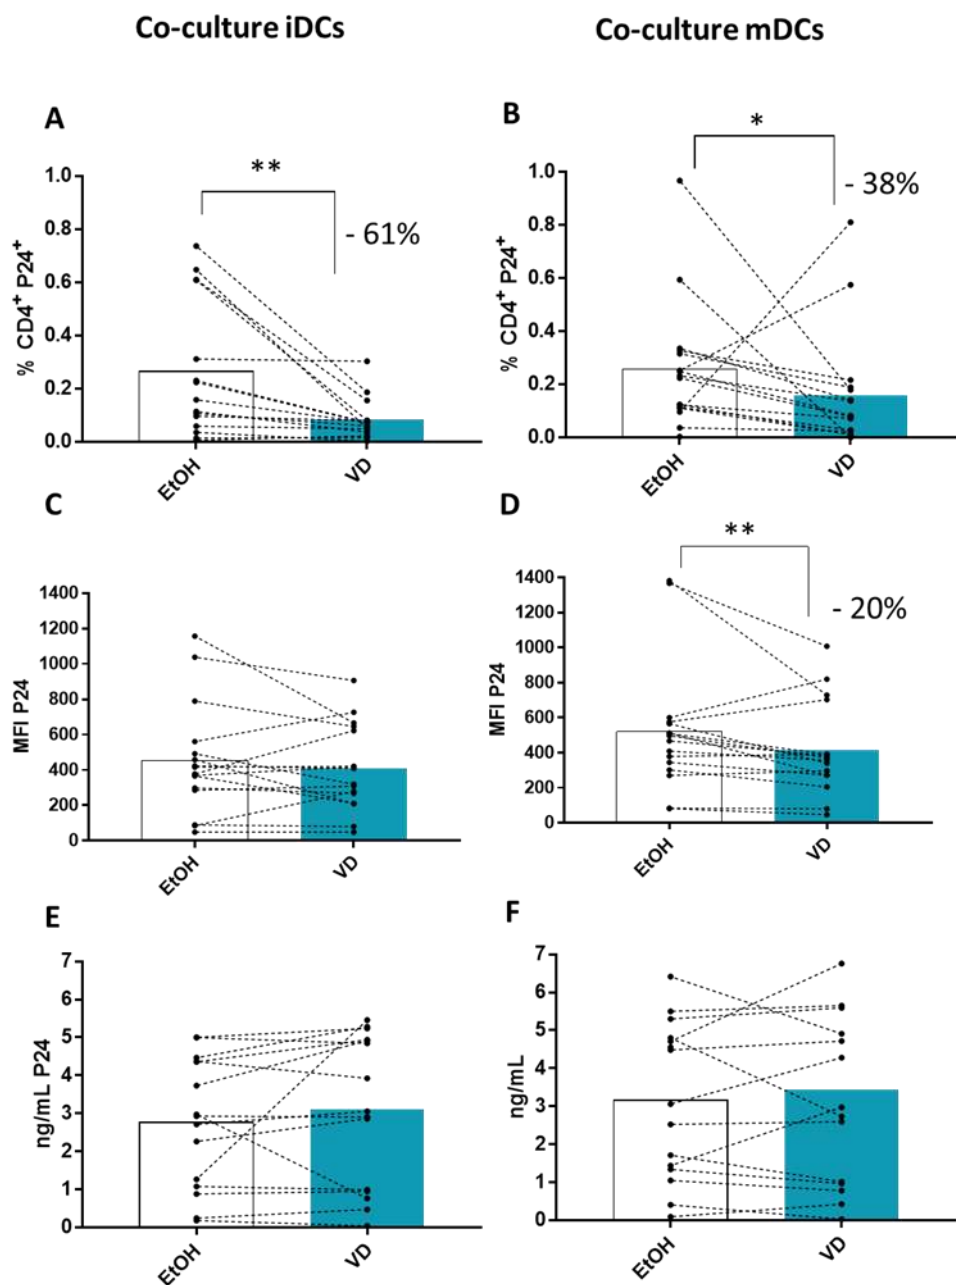 Co-culture iDCs
Co-culture mDCs
A
**
- 61%
% CD4⁺ P24⁺
1.0
0.8
0.6
0.4
0.2
0.0
EtOH
VD
B
*
- 38%
% CD4⁺ P24⁺
1.0
0.8
0.6
0.4
0.2
0.0
EtOH
VD
C
MFI P24
1400
1200
1000
800
600
400
200
0
EtOH
VD
D
**
- 20%
MFI P24
1400
1200
1000
800
600
400
200
0
EtOH
VD
E
ng/mL P24
7
6
5
4
3
2
1
0
EtOH
VD
F
ng/mL
7
6
5
4
3
2
1
0
EtOH
VD